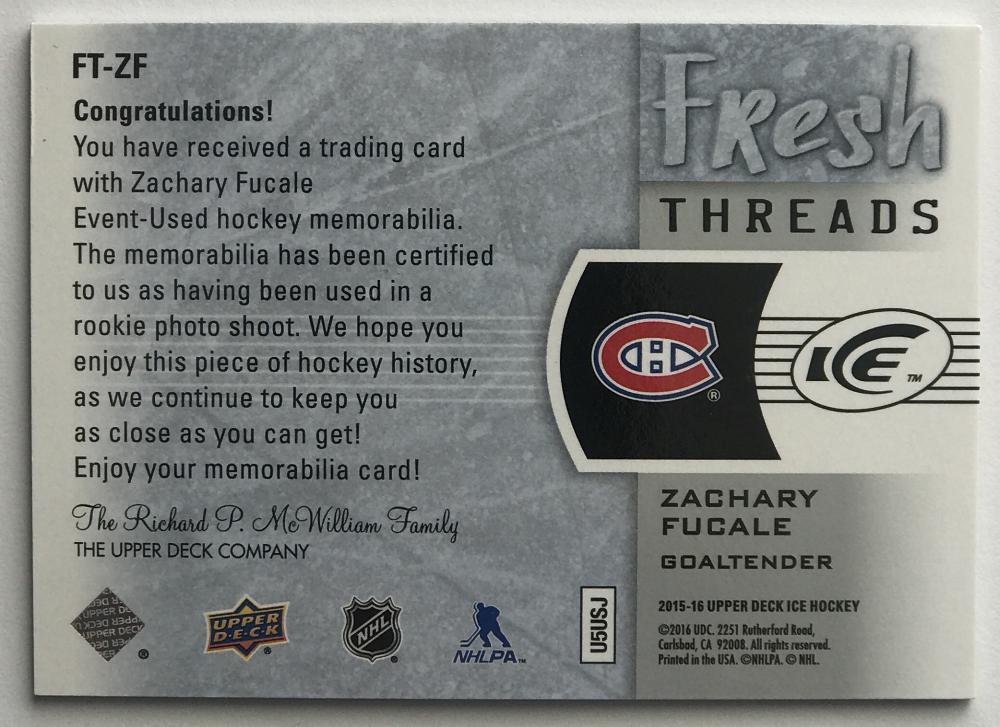 FT-ZF
Congratulations!
You have received a trading card
with Zachary Fucale
Event-Used hockey memorabilia.
The memorabilia has been certified
to us as having been used in a
rookie photo shoot. We hope you
enjoy this piece of hockey history,
as we continue to keep you
as close as you can get!
Enjoy your memorabilia card!
The Richard P. McWilliam Family
THE UPPER DECK COMPANY
UPPER DECK
®
UPPER
D·E·C·K
®
NHL
®
NHLPA™
U5USJ
Fresh
THREADS
CH
®
ICE
™
ZACHARY
FUCALE
GOALTENDER
2015-16 UPPER DECK ICE HOCKEY
©2016 UDC. 2251 Rutherford Road,
Carlsbad, CA 92008. All rights reserved.
Printed in the USA. ©NHLPA. © NHL.